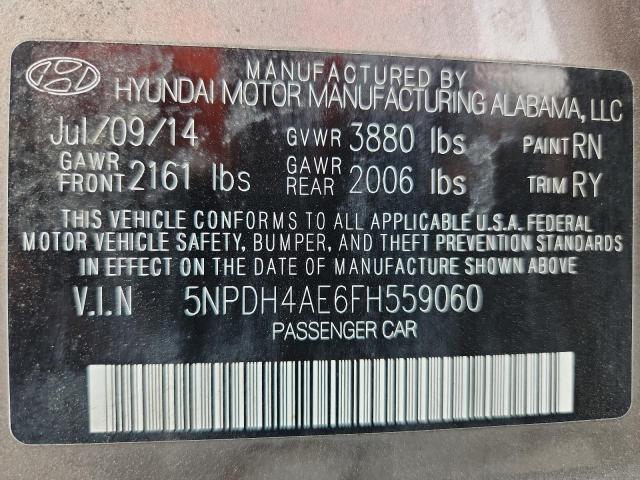 MANUFACTURED BY
HYUNDAI MOTOR MANUFACTURING ALABAMA, LLC
Jul/09/14 GVWR 3880 lbs PAINT RN
GAWR FRONT 2161 lbs GAWR REAR 2006 lbs TRIM RY
THIS VEHICLE CONFORMS TO ALL APPLICABLE U.S.A. FEDERAL
MOTOR VEHICLE SAFETY, BUMPER, AND THEFT PREVENTION STANDARDS
IN EFFECT ON THE DATE OF MANUFACTURE SHOWN ABOVE
V.I.N 5NPDH4AE6FH559060
PASSENGER CAR